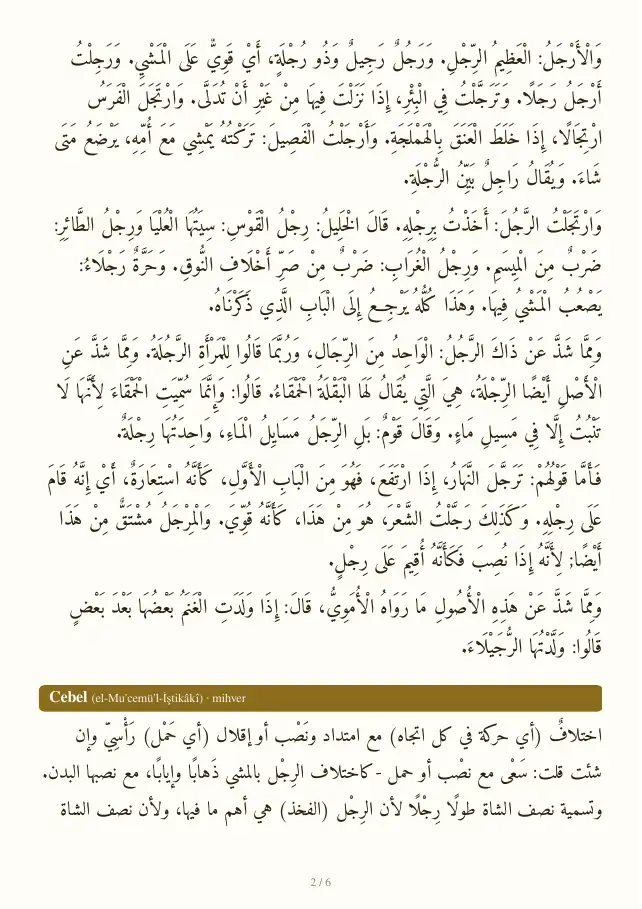 وَالْأَرْجَلُ: الْعَظِيمُ الرِّجْلِ. وَرَجُلٌ رَجِيلٌ وَذُو رُجْلَةٍ، أَيْ قَوِيٌّ عَلَى الْمَشْيِ. وَرَجِلْتُ
أَرْجَلُ رَجَلًا. وَتَرَجَّلْتُ فِي الْبِئْرِ، إِذَا نَزَلْتَ فِيهَا مِنْ غَيْرِ أَنْ تُدَلَّى. وَارْتَجَلَ الْفَرَسُ
ارْتِجَالًا، إِذَا خَلَطَ الْعَنَقَ بِالْهَمْلَجَةِ. وَأَرْجَلْتُ الْفَصِيلَ: تَرَكْتُهُ يَمْشِي مَعَ أُمِّهِ، يَرْضَعُ مَتَى
شَاءَ. وَيُقَالُ رَاجِلٌ بَيِّنُ الرُّجْلَةِ.
وَارْتَجَلْتُ الرَّجُلَ: أَخَذْتُ بِرِجْلِهِ. قَالَ الْخَلِيلُ: رِجْلُ الْقَوْسِ: سِيَتُهَا الْعُلْيَا وَرِجْلُ الطَّائِرِ:
ضَرْبٌ مِنَ الْمِيسَمِ. وَرِجْلُ الْغُرَابِ: ضَرْبٌ مِنْ صَرِّ أَخْلَافِ النُّوقِ. وَحَرَّةٌ رَجْلَاءُ:
يَصْعُبُ الْمَشْيُ فِيهَا. وَهَذَا كُلُّهُ يَرْجِعُ إِلَى الْبَابِ الَّذِي ذَكَرْنَاهُ.
وَمِمَّا شَذَّ عَنْ ذَاكَ الرَّجُلُ: الْوَاحِدُ مِنَ الرِّجَالِ، وَرُبَّمَا قَالُوا لِلْمَرْأَةِ الرَّجُلَةُ. وَمِمَّا شَذَّ عَنِ
الْأَصْلِ أَيْضًا الرِّجْلَةُ، هِيَ الَّتِي يُقَالُ لَهَا الْبَقْلَةُ الْحَمْقَاءُ. قَالُوا: وَإِنَّمَا سُمِّيَتِ الْحَمْقَاءَ لِأَنَّهَا لَا
تَنْبُتُ إِلَّا فِي مَسِيلِ مَاءٍ. وَقَالَ قَوْمٌ: بَلِ الرِّجَلُ مَسَايِلُ الْمَاءِ، وَاحِدَتُهَا رِجْلَةٌ.
فَأَمَّا قَوْلُهُمْ: تَرَجَّلَ النَّهَارُ، إِذَا ارْتَفَعَ، فَهُوَ مِنَ الْبَابِ الْأَوَّلِ، كَأَنَّهُ اسْتِعَارَةٌ، أَيْ إِنَّهُ قَامَ
عَلَى رِجْلِهِ. وَكَذَلِكَ رَجَّلْتُ الشَّعْرَ، هُوَ مِنْ هَذَا، كَأَنَّهُ قُوِّيَ. وَالْمِرْجَلُ مُشْتَقٌّ مِنْ هَذَا
أَيْضًا; لِأَنَّهُ إِذَا نُصِبَ فَكَأَنَّهُ أُقِيمَ عَلَى رِجْلٍ.
وَمِمَّا شَذَّ عَنْ هَذِهِ الْأُصُولِ مَا رَوَاهُ الْأُمَوِيُّ، قَالَ: إِذَا وَلَدَتِ الْغَنَمُ بَعْضُهَا بَعْدَ بَعْضٍ
قَالُوا: وَلَّدْتُهَا الرُّجَيْلَاءَ.
Cebel (el-Mu'cemü'l-İştikâkî) · mihver
اختلافٌ (أي حركة في كل اتجاه) مع امتداد ونَصْب أو إقلال (أي حَمْل) رَأْسِيّ وإن
شئت قلت: سَعْى مع نصْب أو حمل - كاختلاف الرِجْل بالمشي ذَهابًا وإيابًا، مع نصبها البدن.
وتسمية نصف الشاة طولًا رِجْلًا لأن الرِجْل (الفخذ) هي أهم ما فيها، ولأن نصف الشاة
2 / 6